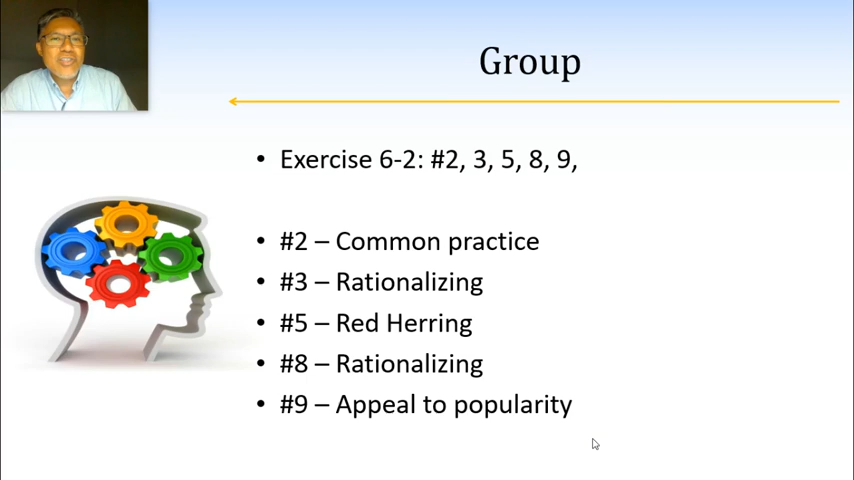 Group
• Exercise 6-2: #2, 3, 5, 8, 9,
• #2 – Common practice
• #3 – Rationalizing
• #5 – Red Herring
• #8 – Rationalizing
• #9 – Appeal to popularity